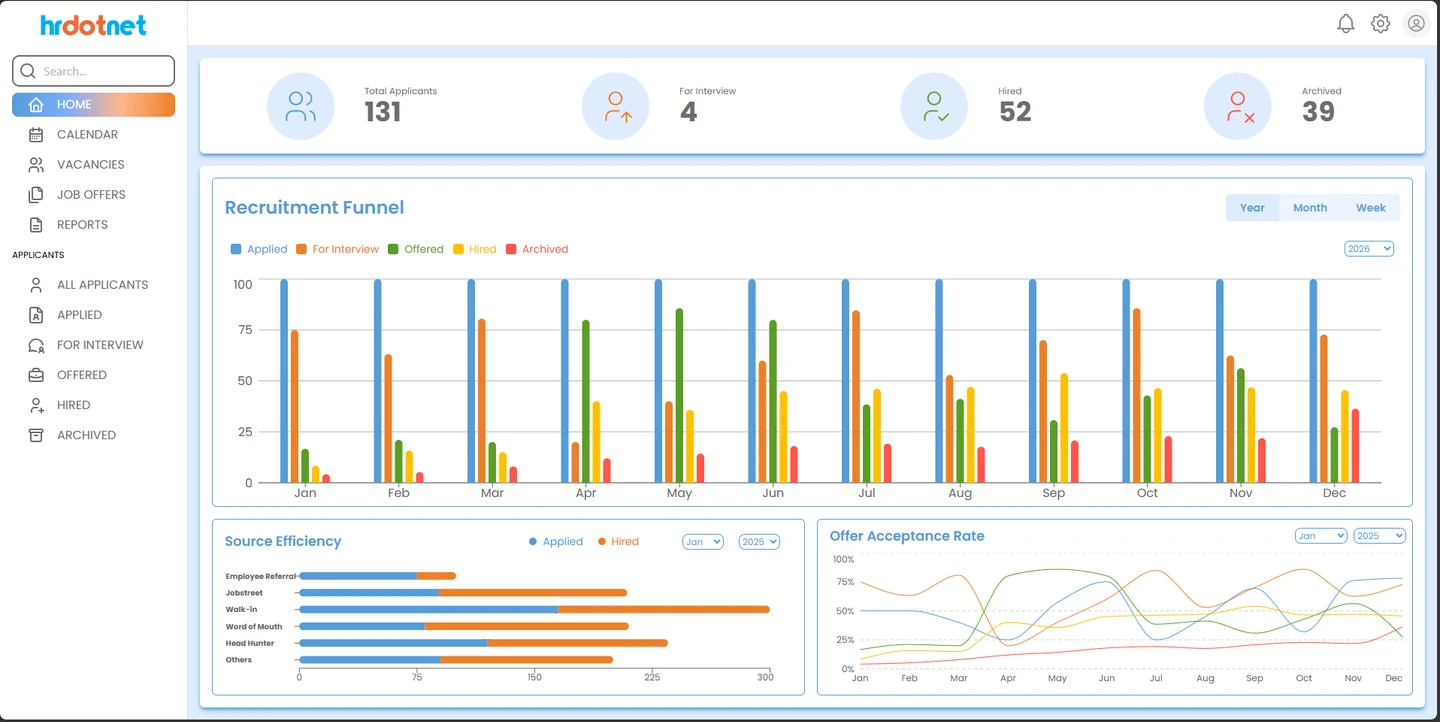 hrdotnet
Search...
HOME
CALENDAR
VACANCIES
JOB OFFERS
REPORTS
APPLICANTS
ALL APPLICANTS
APPLIED
FOR INTERVIEW
OFFERED
HIRED
ARCHIVED
Total Applicants
131
For Interview
4
Hired
52
Archived
39
Recruitment Funnel
Year Month Week
Applied For Interview Offered Hired Archived
2026
100
75
50
25
0
Jan Feb Mar Apr May Jun Jul Aug Sep Oct Nov Dec
Source Efficiency
Applied Hired
Jan 2025
Employee Referral
Jobstreet
Walk-in
Word of Mouth
Head Hunter
Others
0 75 150 225 300
Offer Acceptance Rate
Jan 2025
100%
75%
50%
25%
0%
Jan Feb Mar Apr May Jun Jul Aug Sep Oct Nov Dec